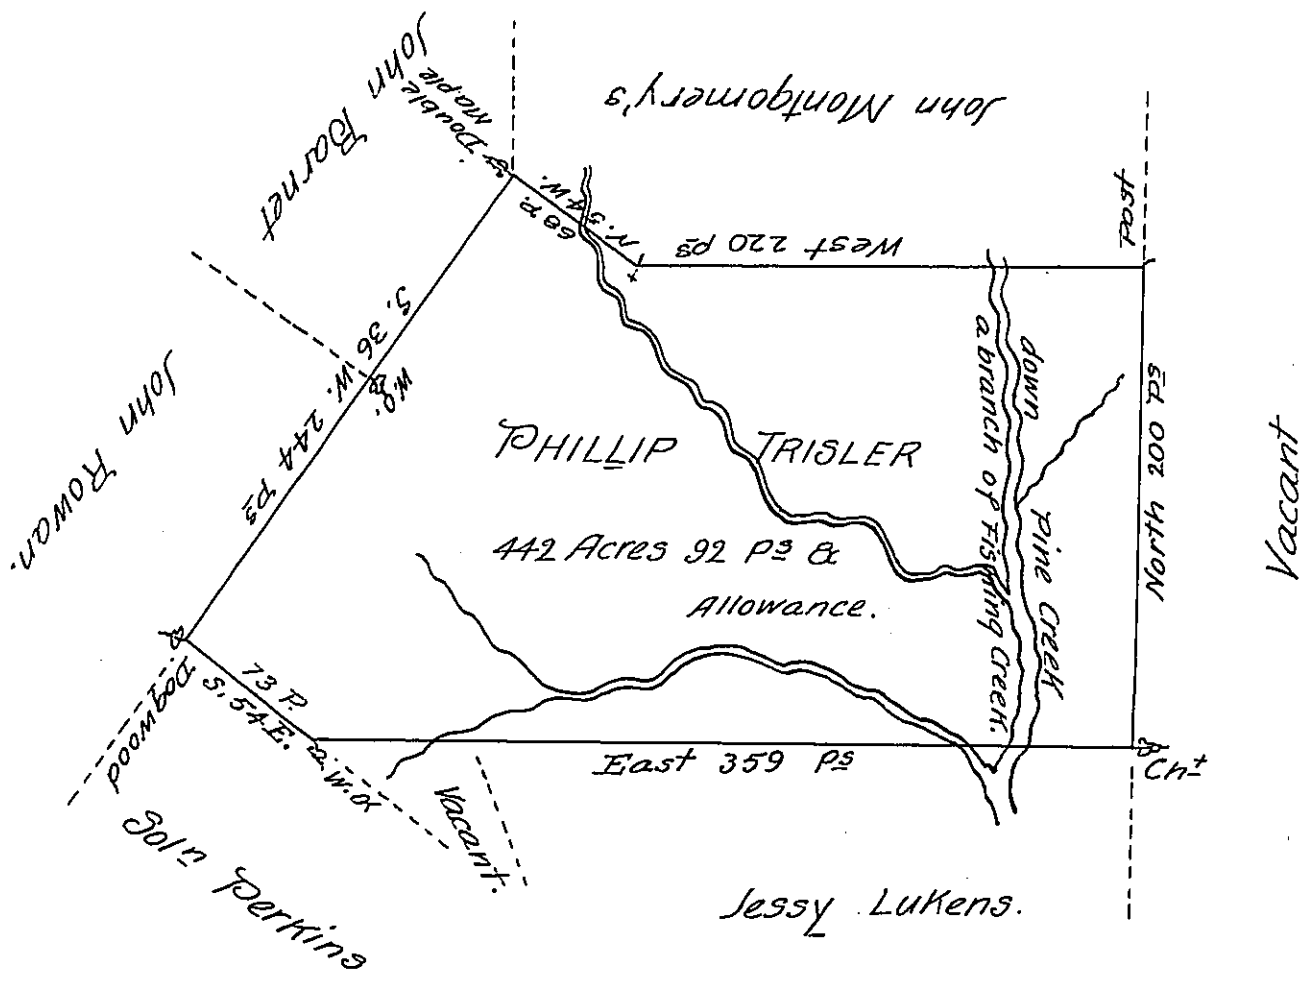 John Montgomery's
John Barnet
Double
Maple
N. 54 W.
68 P.
West 220 Ps
Post
S. 36 W. 244 Ps
W.O.
John Rowan.
down
a branch of Fishing Creek.
Pine Creek
North 200 Ps
Vacant
PHILLIP TRISLER
442 Acres 92 Ps &
Allowance.
Dogwood
73 P.
S. 54 E.
W.O.
East 359 Ps
Cnt
Vacant.
Soln Perkins
Jessy Lukens.